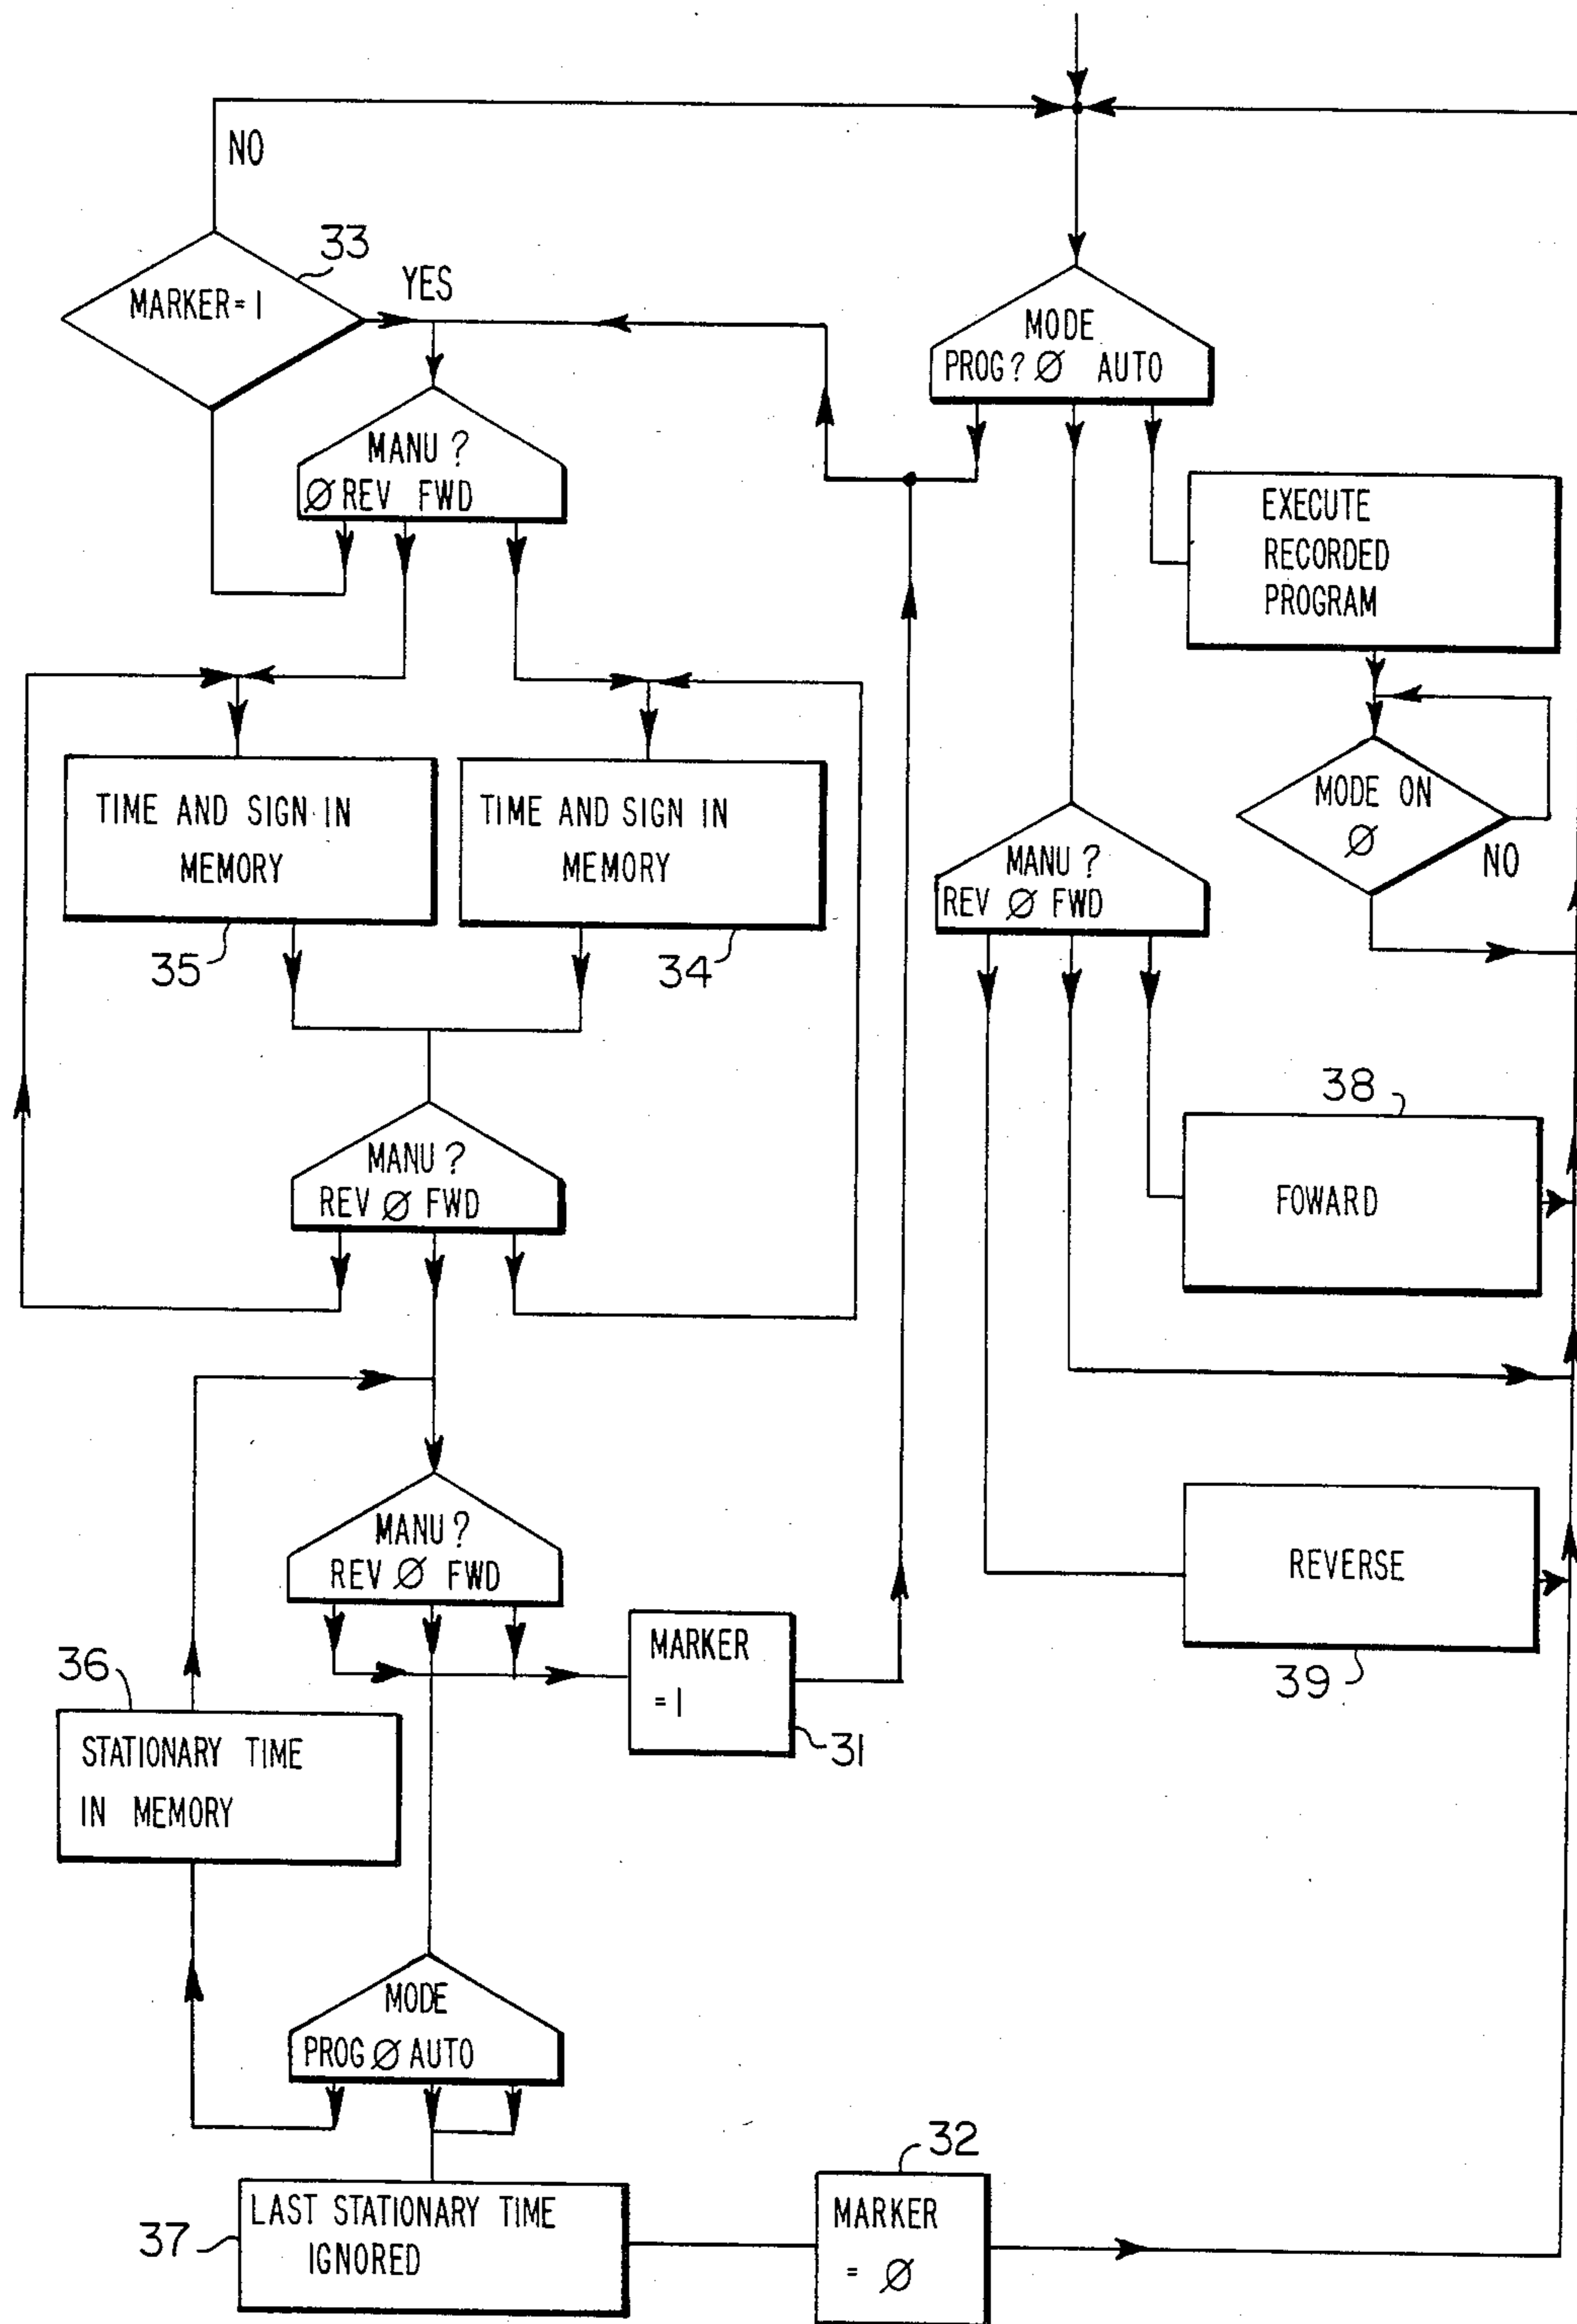 NO
33
MARKER=1
YES
MODE
PROG? Ø AUTO
MANU?
Ø REV FWD
EXECUTE
RECORDED
PROGRAM
TIME AND SIGN IN
MEMORY
35
TIME AND SIGN IN
MEMORY
34
MODE ON
Ø
NO
MANU?
REV Ø FWD
MANU?
REV Ø FWD
38
FOWARD
MANU?
REV Ø FWD
MARKER
=1
31
REVERSE
39
36
STATIONARY TIME
IN MEMORY
MODE
PROG Ø AUTO
37
LAST STATIONARY TIME
IGNORED
32
MARKER
= Ø